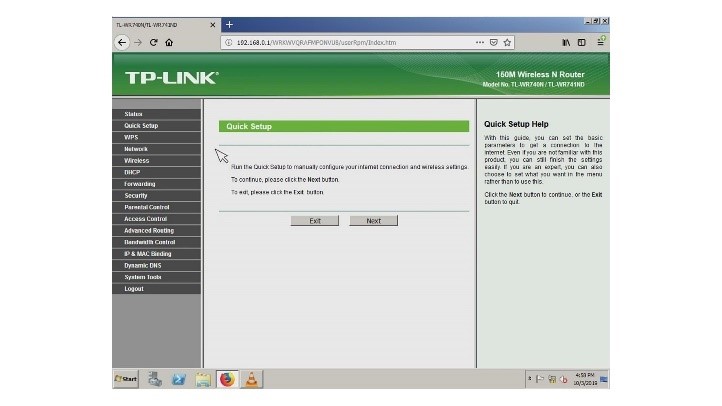 TL-WR740N/TL-WR741ND
192.168.0.1/WRKWVQRAFMPONVUB/userRpm/Index.htm
TP-LINK
150M Wireless N Router
Model No. TL-WR740N / TL-WR741ND
Status
Quick Setup
WPS
Network
Wireless
DHCP
Forwarding
Security
Parental Control
Access Control
Advanced Routing
Bandwidth Control
IP & MAC Binding
Dynamic DNS
System Tools
Logout
Quick Setup
Run the Quick Setup to manually configure your internet connection and wireless settings.
To continue, please click the Next button.
To exit, please click the Exit button.
Exit
Next
Quick Setup Help
With this guide, you can set the basic
parameters to get a connection to the
Internet. Even if you are not familiar with this
product, you can still finish the settings
easily. If you are an expert, you can also
choose to set what you want in the menu
rather than to use this.
Click the Next button to continue, or the Exit
button to quit.
Start
4:58 PM
10/3/2019